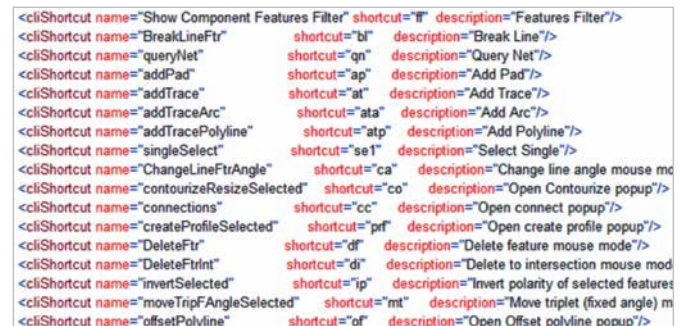 <cliShortcut name="Show Component Features Filter" shortcut="ff" description="Features Filter"/>
<cliShortcut name="BreakLineFtr" shortcut="bl" description="Break Line"/>
<cliShortcut name="queryNet" shortcut="qn" description="Query Net"/>
<cliShortcut name="addPad" shortcut="ap" description="Add Pad"/>
<cliShortcut name="addTrace" shortcut="at" description="Add Trace"/>
<cliShortcut name="addTraceArc" shortcut="ata" description="Add Arc"/>
<cliShortcut name="addTracePolyline" shortcut="atp" description="Add Polyline"/>
<cliShortcut name="singleSelect" shortcut="se1" description="Select Single"/>
<cliShortcut name="ChangeLineFtrAngle" shortcut="ca" description="Change line angle mouse mo
<cliShortcut name="contourizeResizeSelected" shortcut="co" description="Open Contourize popup"/>
<cliShortcut name="connections" shortcut="cc" description="Open connect popup"/>
<cliShortcut name="createProfileSelected" shortcut="prf" description="Open create profile popup"/>
<cliShortcut name="DeleteFtr" shortcut="df" description="Delete feature mouse mode"/>
<cliShortcut name="DeleteFtrInt" shortcut="di" description="Delete to intersection mouse mod
<cliShortcut name="invertSelected" shortcut="ip" description="Invert polarity of selected features
<cliShortcut name="moveTripFAngleSelected" shortcut="mt" description="Move triplet (fixed angle) m
<cliShortcut name="offsetPolyline" shortcut="of" description="Open Offset polyline popup"/>